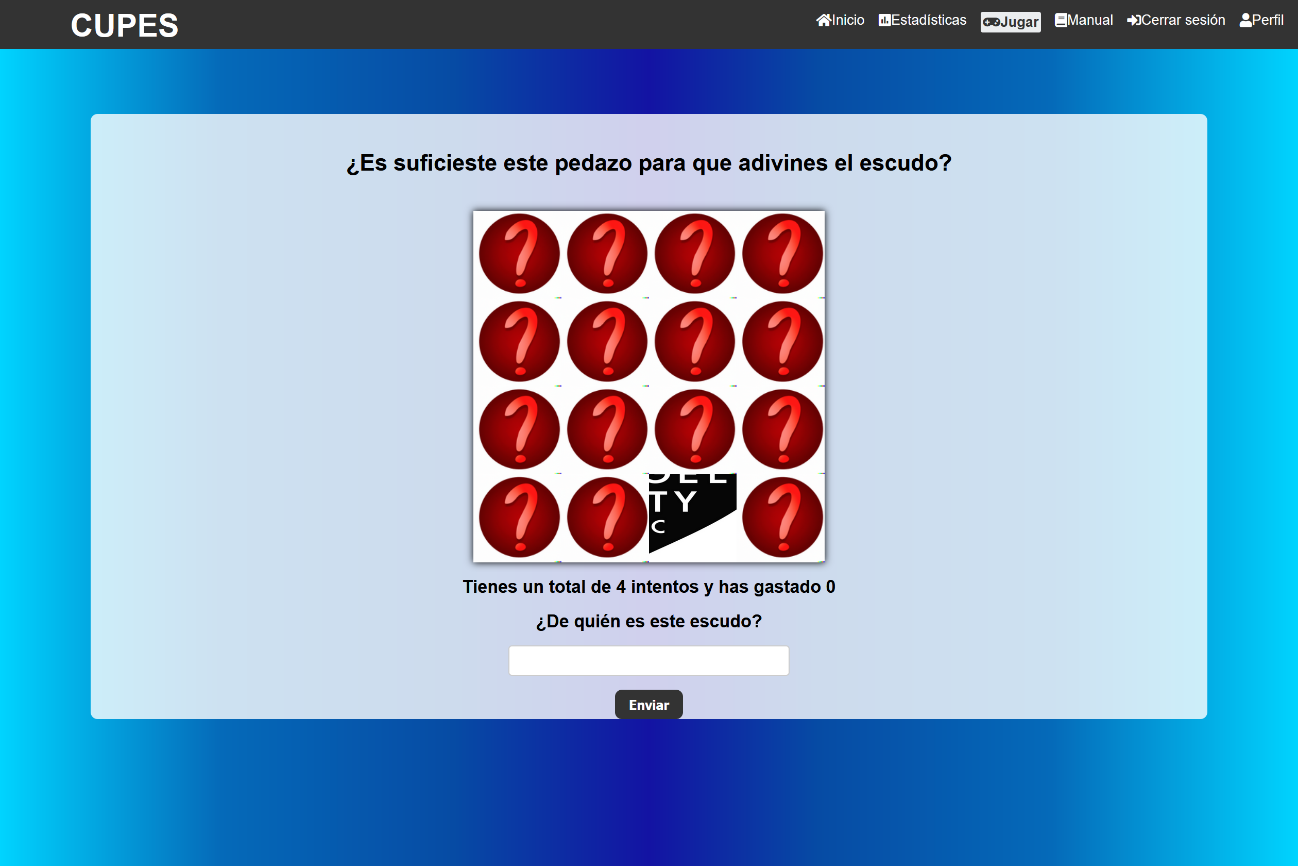 CUPES
Inicio
Estadísticas
Jugar
Manual
Cerrar sesión
Perfil
¿Es suficieste este pedazo para que adivines el escudo?
? ? ? ?
? ? ? ?
? ? ? ?
? ? ?
DEL
TY
C
Tienes un total de 4 intentos y has gastado 0
¿De quién es este escudo?
Enviar